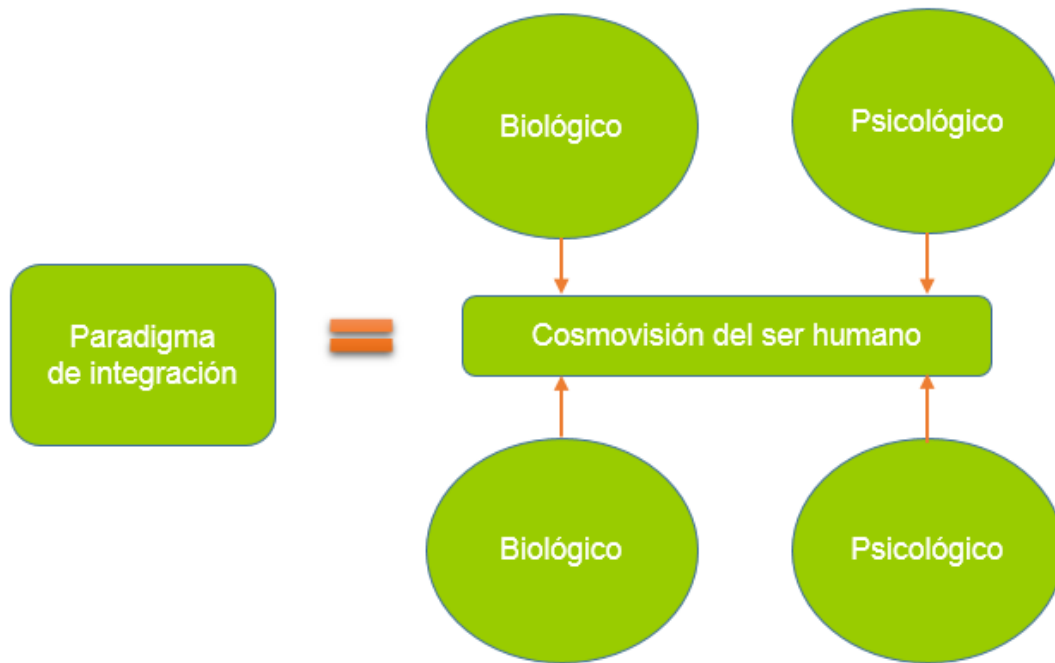 Biológico
Psicológico
Paradigma
de integración
Cosmovisión del ser humano
Biológico
Psicológico